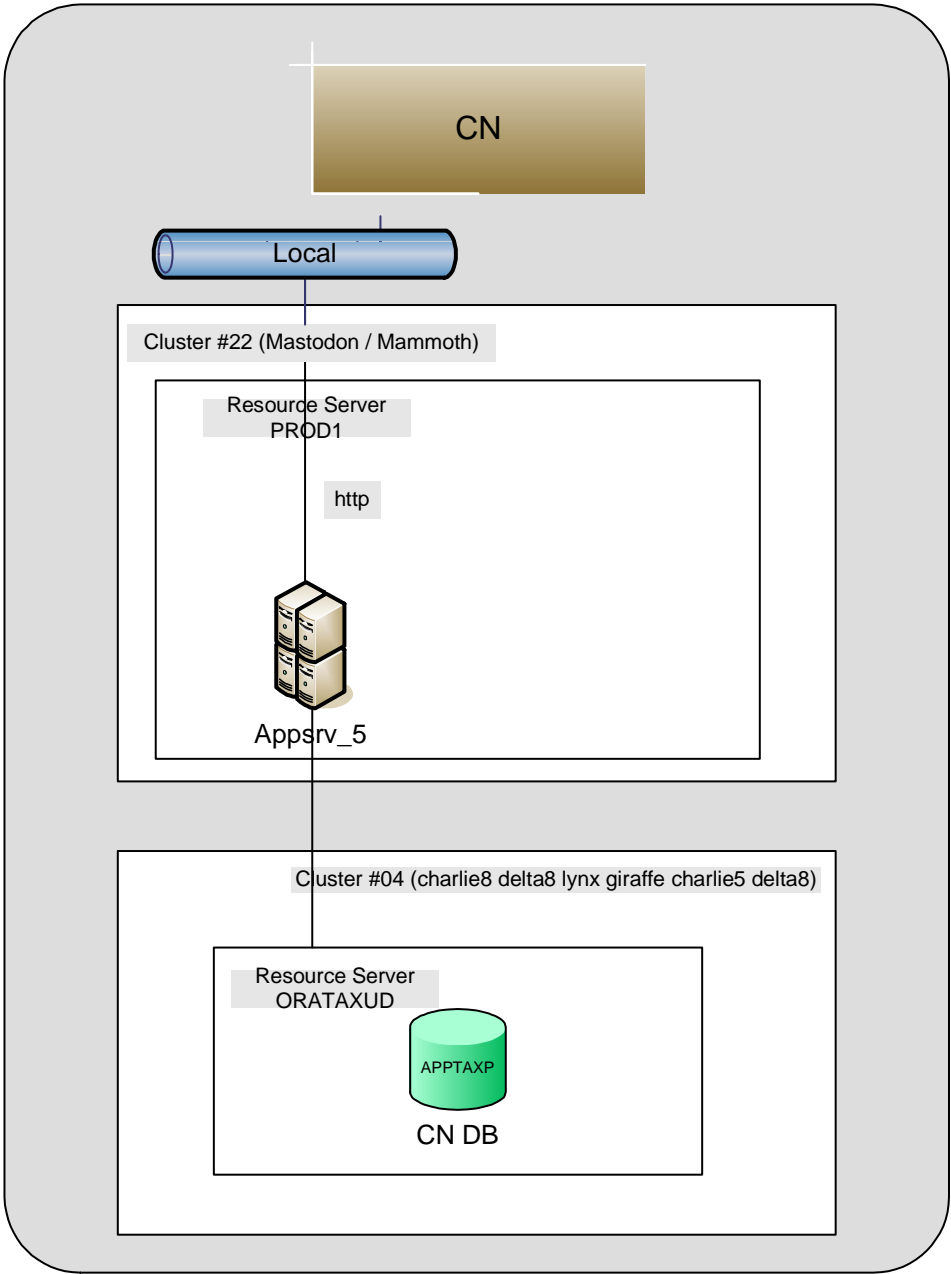 CN
Local
Cluster #22 (Mastodon / Mammoth)
Resource Server
PROD1
http
Appsrv_5
Cluster #04 (charlie8 delta8 lynx giraffe charlie5 delta8)
Resource Server
ORATAXUD
APPTAXP
CN DB